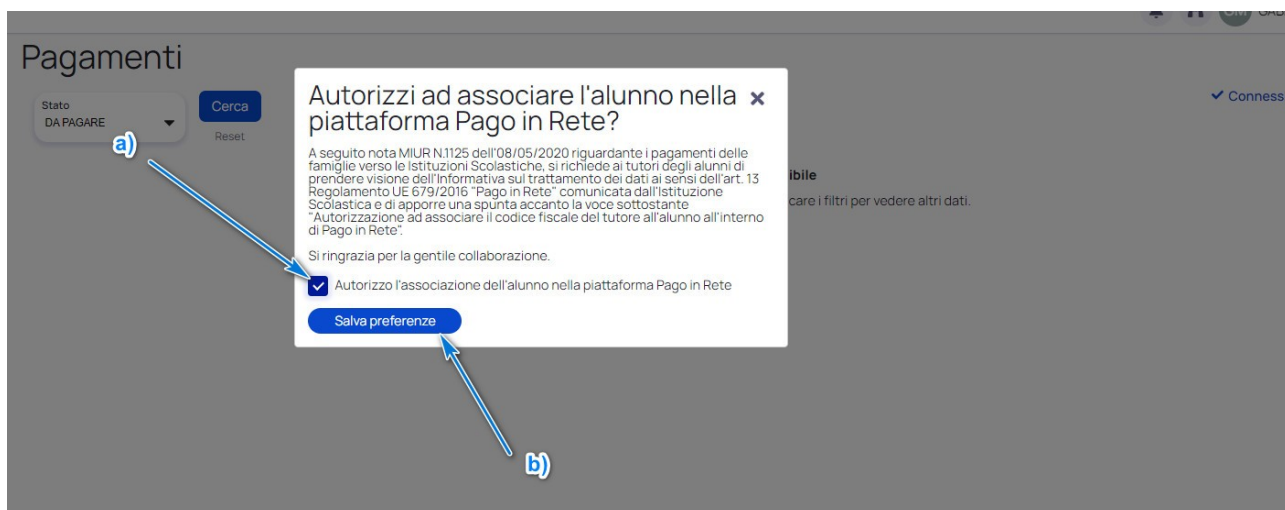 Pagamenti
Stato
DA PAGARE
Cerca
Reset
a)
Autorizzi ad associare l'alunno nella
piattaforma Pago in Rete?
A seguito nota MIUR N.1125 dell'08/05/2020 riguardante i pagamenti delle
famiglie verso le Istituzioni Scolastiche, si richiede ai tutori degli alunni di
prendere visione dell'Informativa sul trattamento dei dati ai sensi dell'art. 13
Regolamento UE 679/2016 "Pago in Rete" comunicata dall'Istituzione
Scolastica e di apporre una spunta accanto la voce sottostante
"Autorizzazione ad associare il codice fiscale del tutore all'alunno all'interno
di Pago in Rete".
Si ringrazia per la gentile collaborazione.
Autorizzo l'associazione dell'alunno nella piattaforma Pago in Rete
Salva preferenze
b)
Conness
ibile
care i filtri per vedere altri dati.